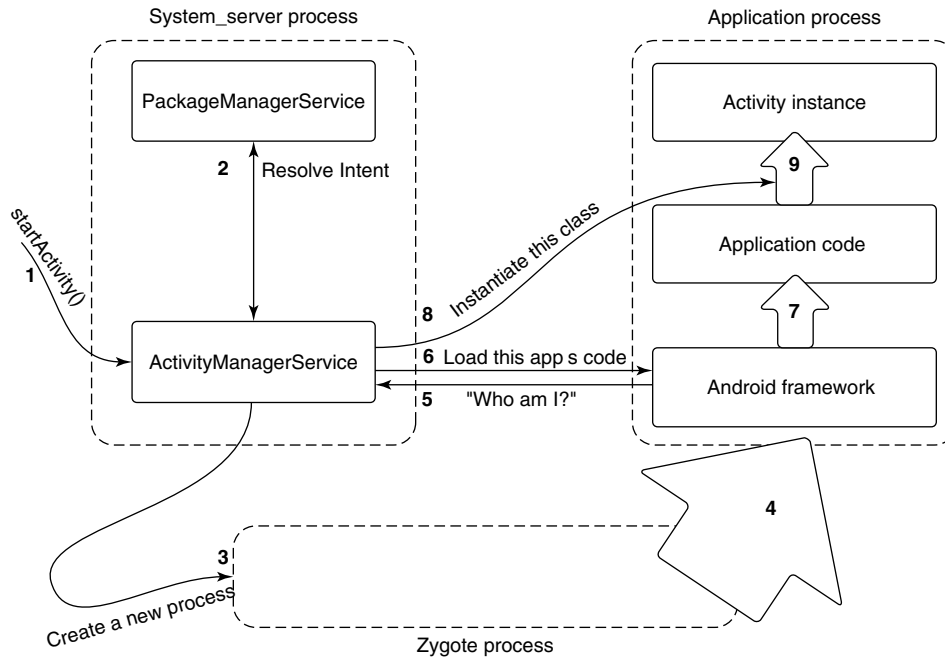 System_server process
Application process
PackageManagerService
Activity instance
2
Resolve Intent
9
startActivity()
1
Instantiate this class
Application code
8
7
ActivityManagerService
6 Load this app s code
Android framework
5 "Who am I?"
4
3
Create a new process
Zygote process